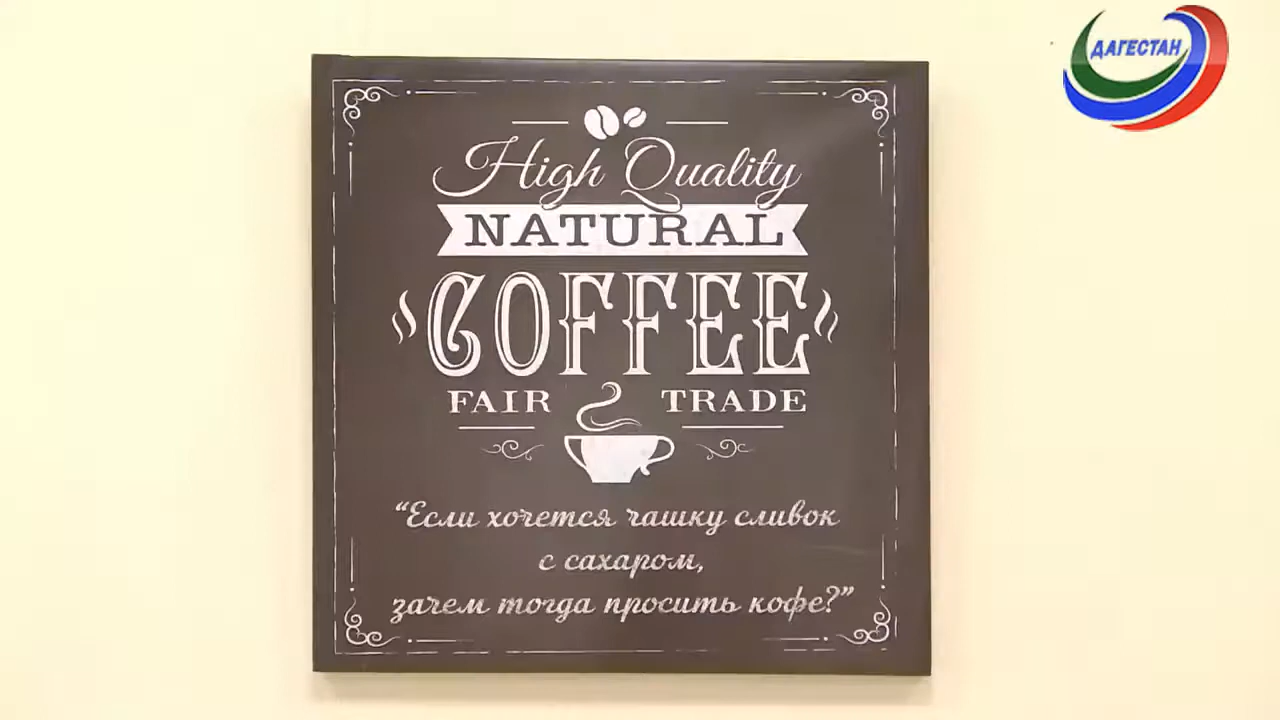 ДАГЕСТАН
High Quality
NATURAL
COFFEE
FAIR TRADE
“Если хочется чашку сливок
с сахаром,
зачем тогда просить кофе?”